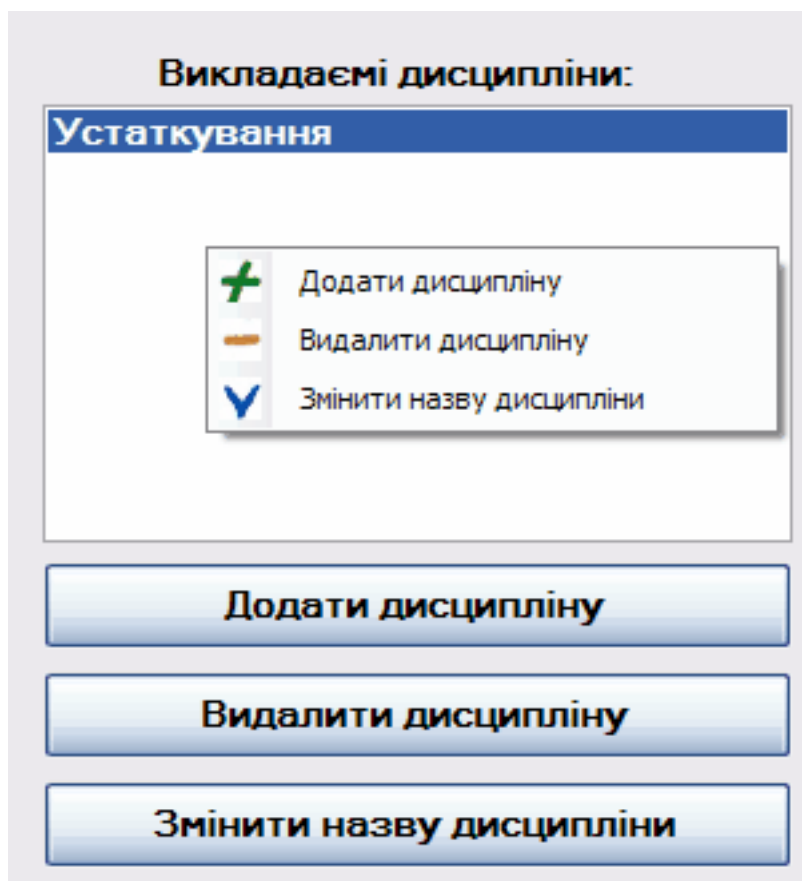 Викладаємі дисципліни:
Устаткування
Додати дисципліну
Видалити дисципліну
Змінити назву дисципліни
Додати дисципліну
Видалити дисципліну
Змінити назву дисципліни